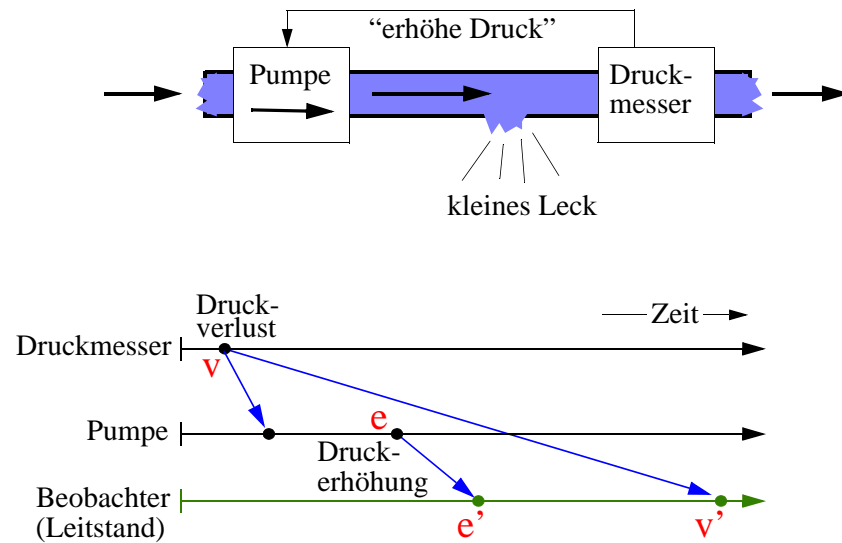 “erhöhe Druck”
Pumpe
Druck-
messer
kleines Leck
Druck-
verlust
Zeit
Druckmesser
v
e
Pumpe
Druck-
erhöhung
Beobachter
(Leitstand)
e’
v’